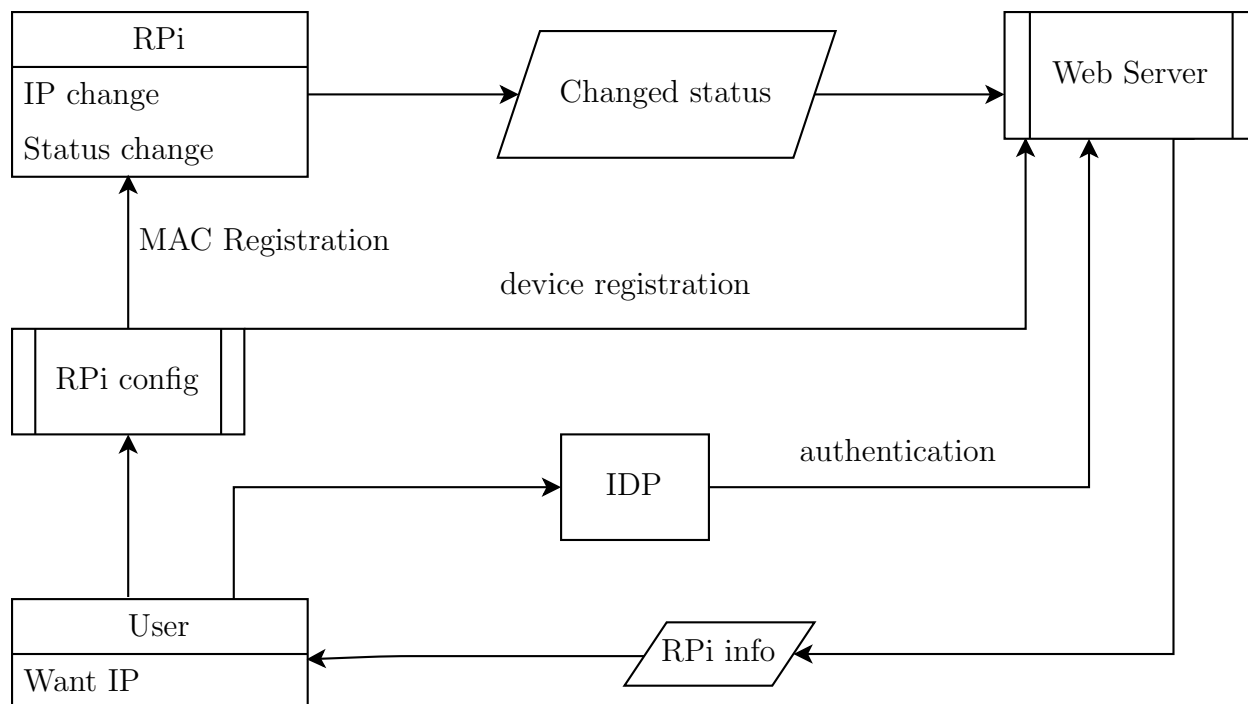 RPi
IP change
Status change
Changed status
Web Server
MAC Registration
device registration
RPi config
IDP
authentication
User
Want IP
RPi info